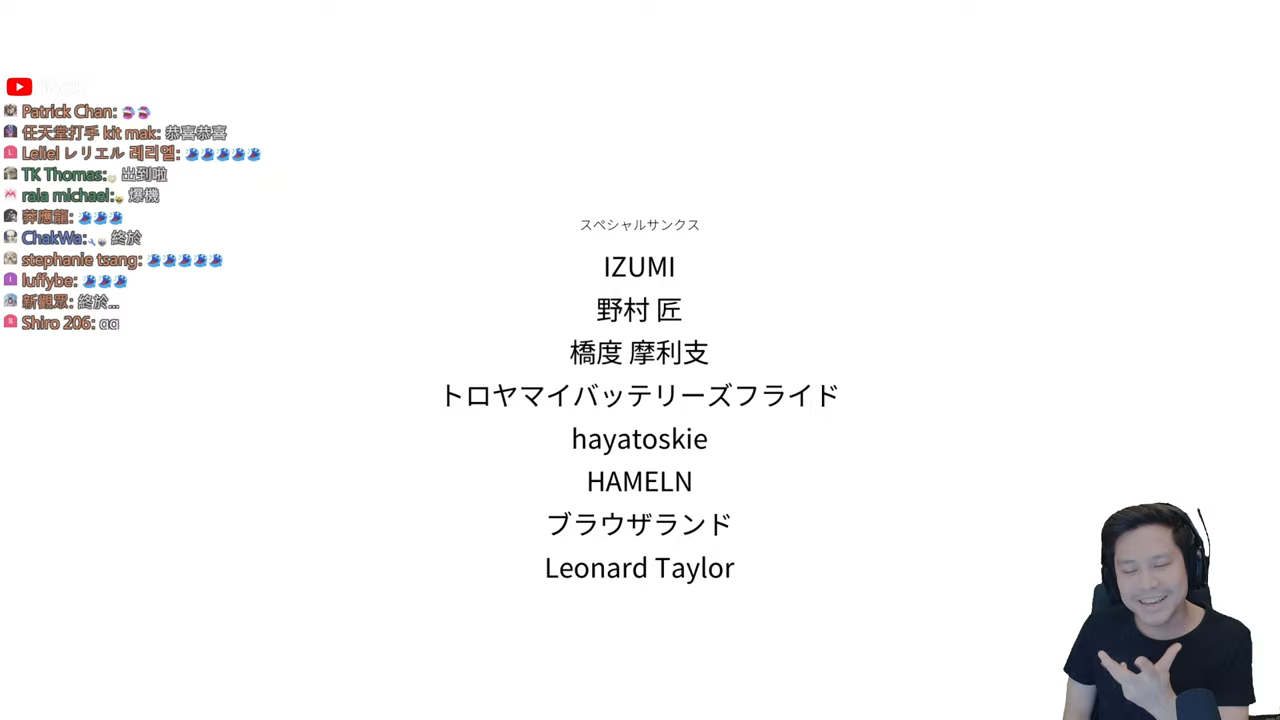 Patrick Chan:
任天堂打手 kit mak: 恭喜恭喜
Leliel レリエル 레리엘:
TK Thomas: 出到啦
raia michael: 爆機
莽應龍:
ChakWa: 終於
stephanie tsang:
luffybe:
新觀眾: 終於...
Shiro 206: gg
スペシャルサンクス
IZUMI
野村 匠
橋度 摩利支
トロヤマイバッテリーズフライド
hayatoskie
HAMELN
ブラウザランド
Leonard Taylor